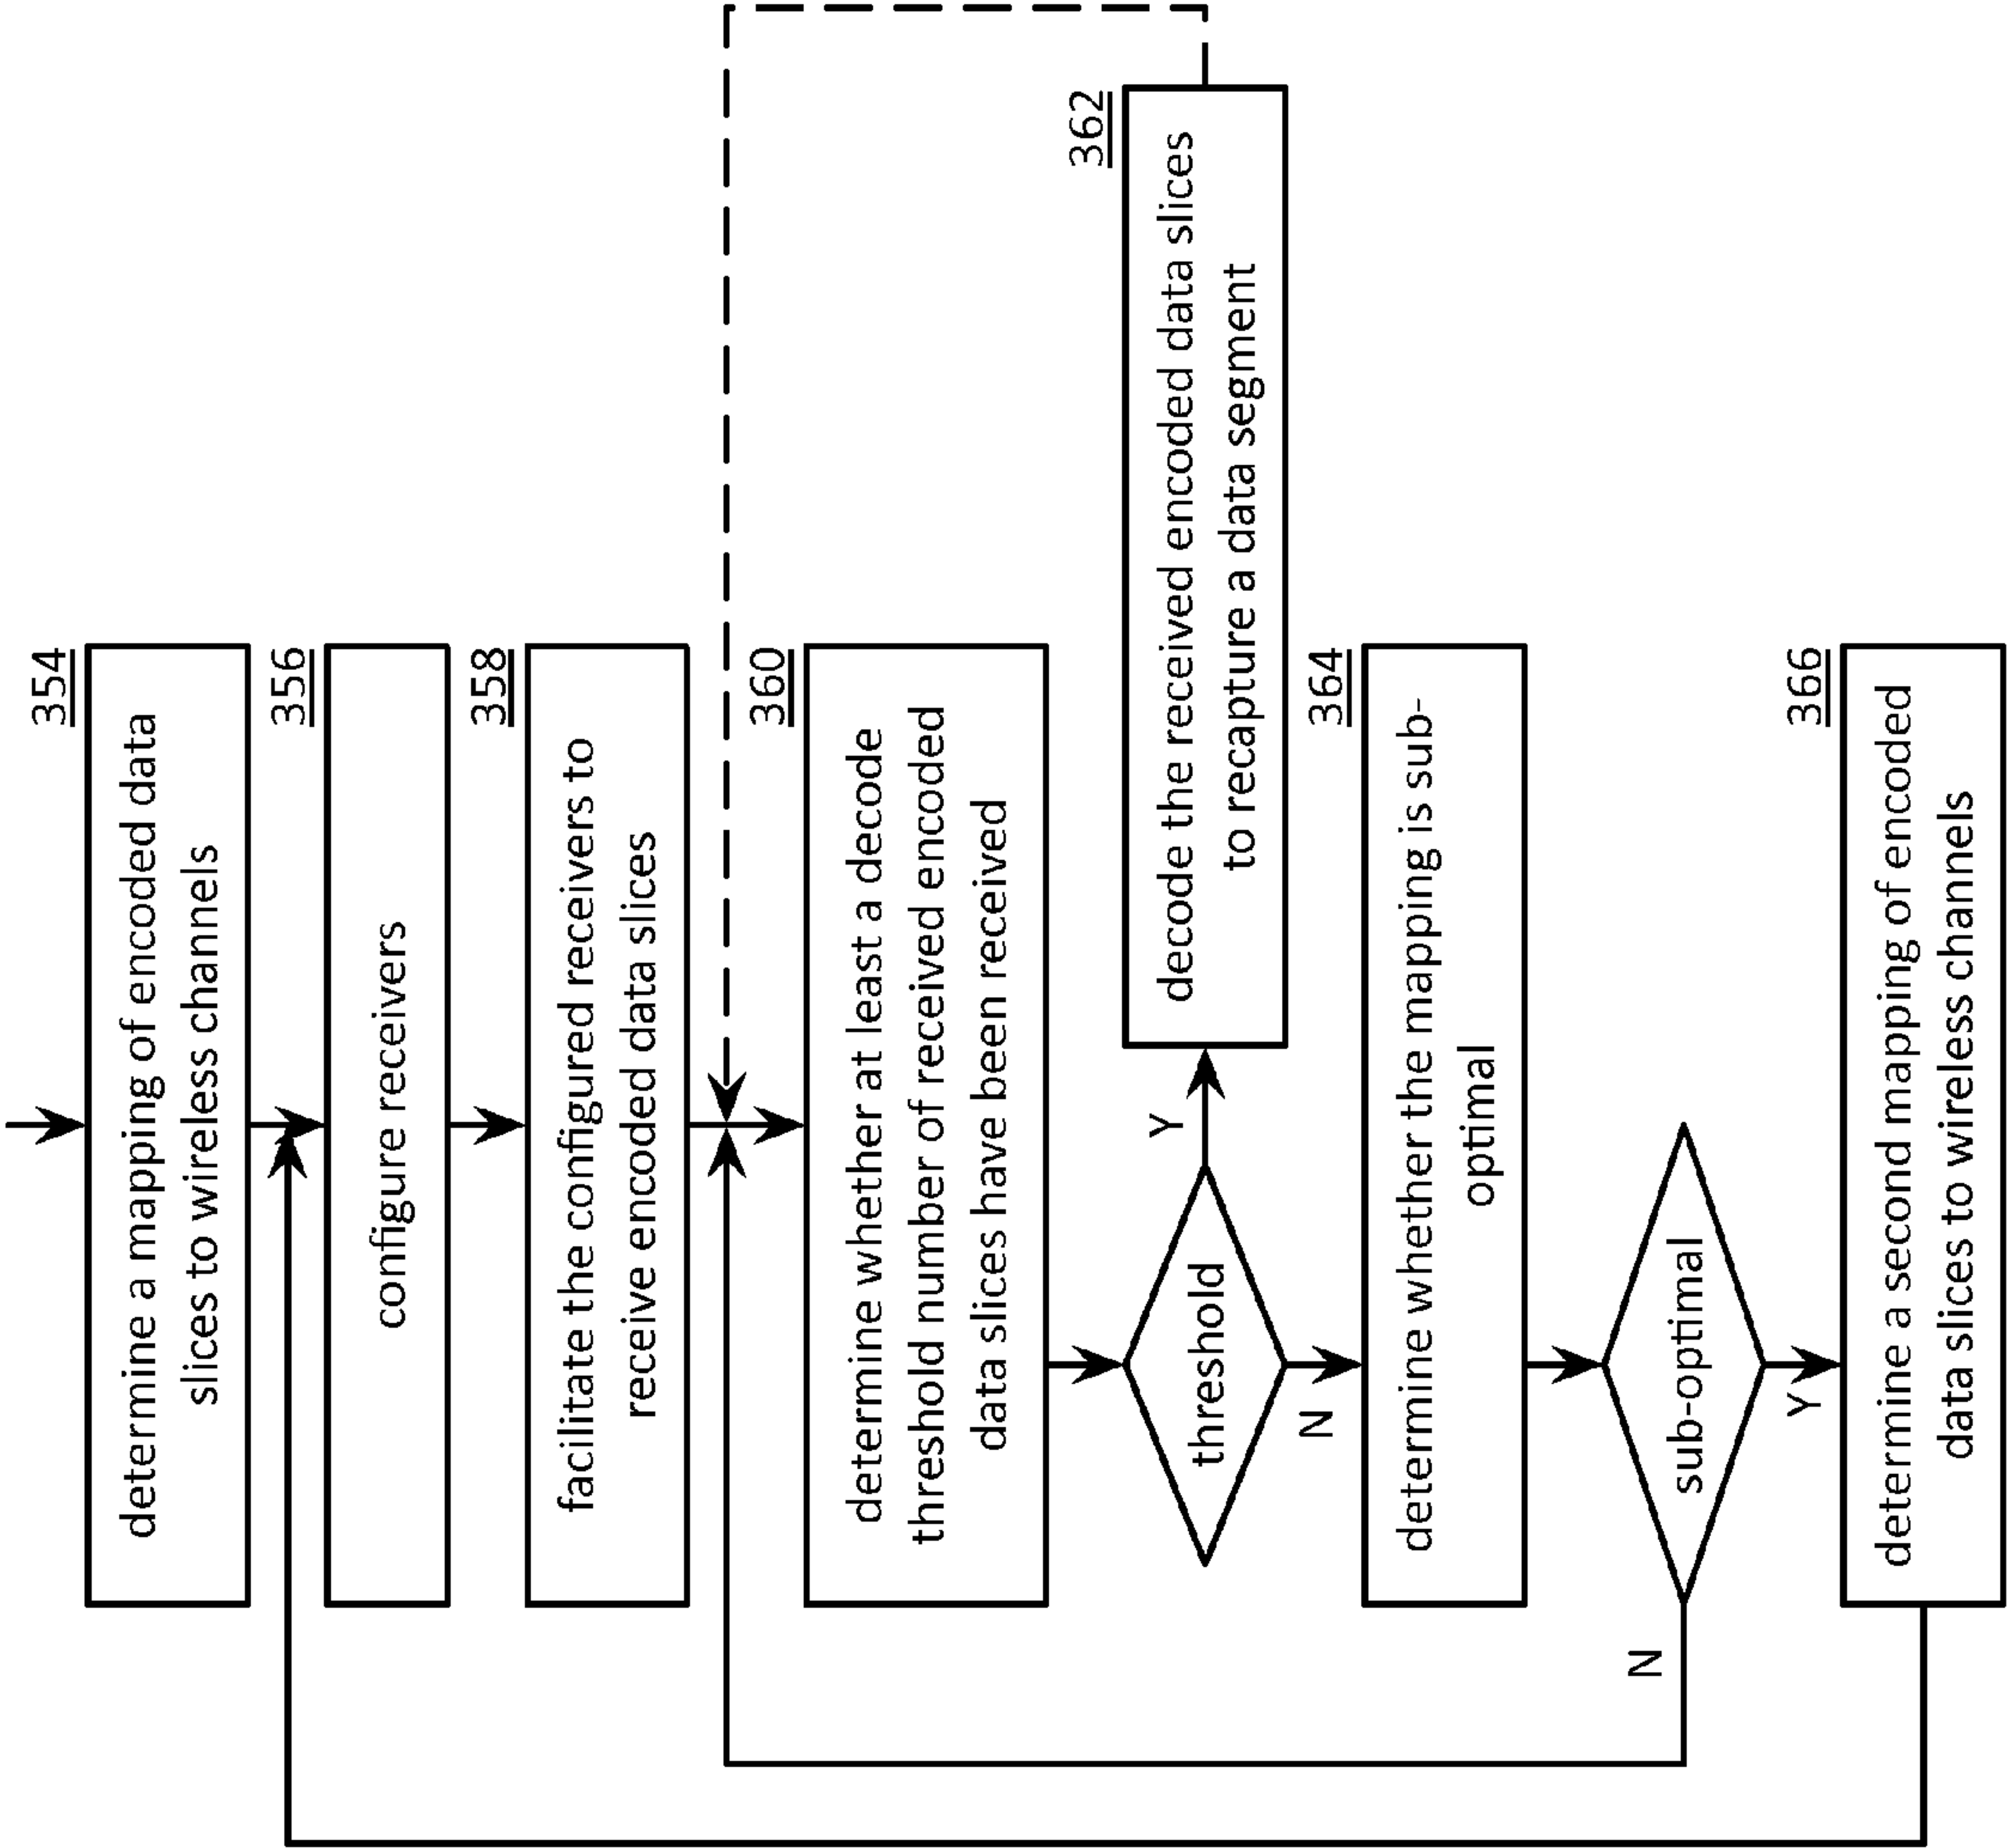 354
determine a mapping of encoded data
slices to wireless channels
356
configure receivers
358
facilitate the configured receivers to
receive encoded data slices
360
determine whether at least a decode
threshold number of received encoded
data slices have been received
threshold
Y
N
362
decode the received encoded data slices
to recapture a data segment
364
determine whether the mapping is sub-
optimal
sub-optimal
N
Y
366
determine a second mapping of encoded
data slices to wireless channels